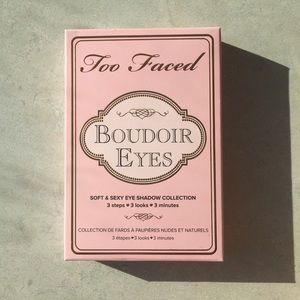 Too Faced
BOUDOIR
EYES
SOFT & SEXY EYE SHADOW COLLECTION
3 steps ♥ 3 looks ♥ 3 minutes
COLLECTION DE FARDS À PAUPIÈRES NUDES ET NATURELS
3 étapes ♥ 3 looks ♥ 3 minutes